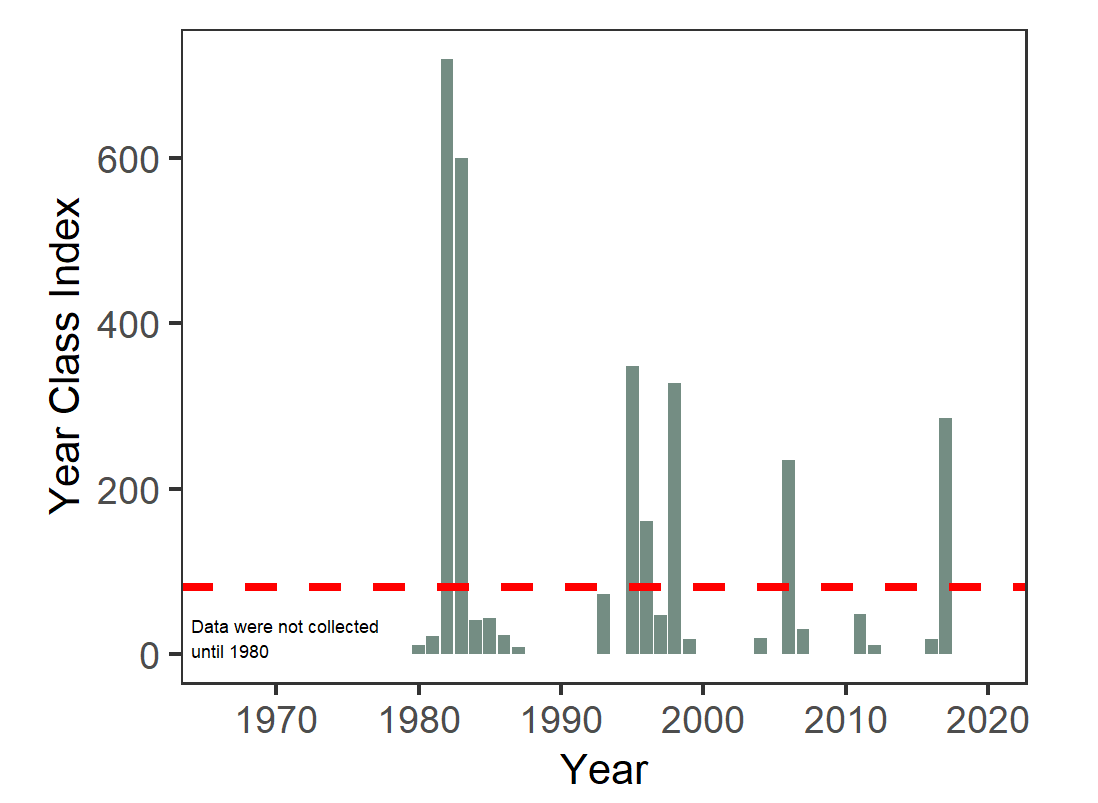 600
400
200
0
Year Class Index
Data were not collected
until 1980
1970 1980 1990 2000 2010 2020
Year